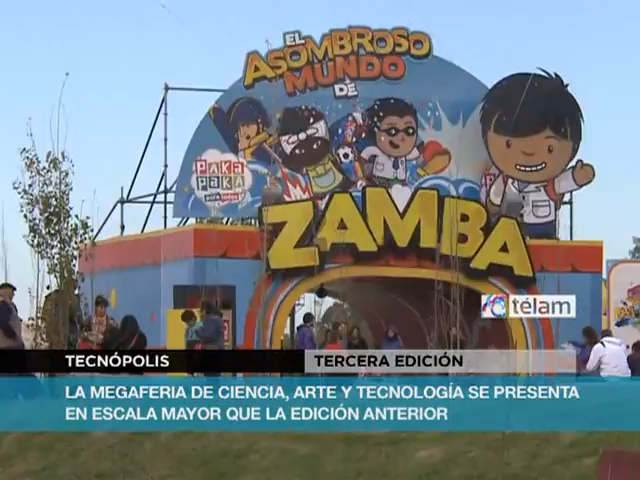 EL
ASOMBROSO
MUNDO
DE
PAKA
PAKA
ZAMBA
télam
TECNÓPOLIS
TERCERA EDICIÓN
LA MEGAFERIA DE CIENCIA, ARTE Y TECNOLOGÍA SE PRESENTA
EN ESCALA MAYOR QUE LA EDICIÓN ANTERIOR